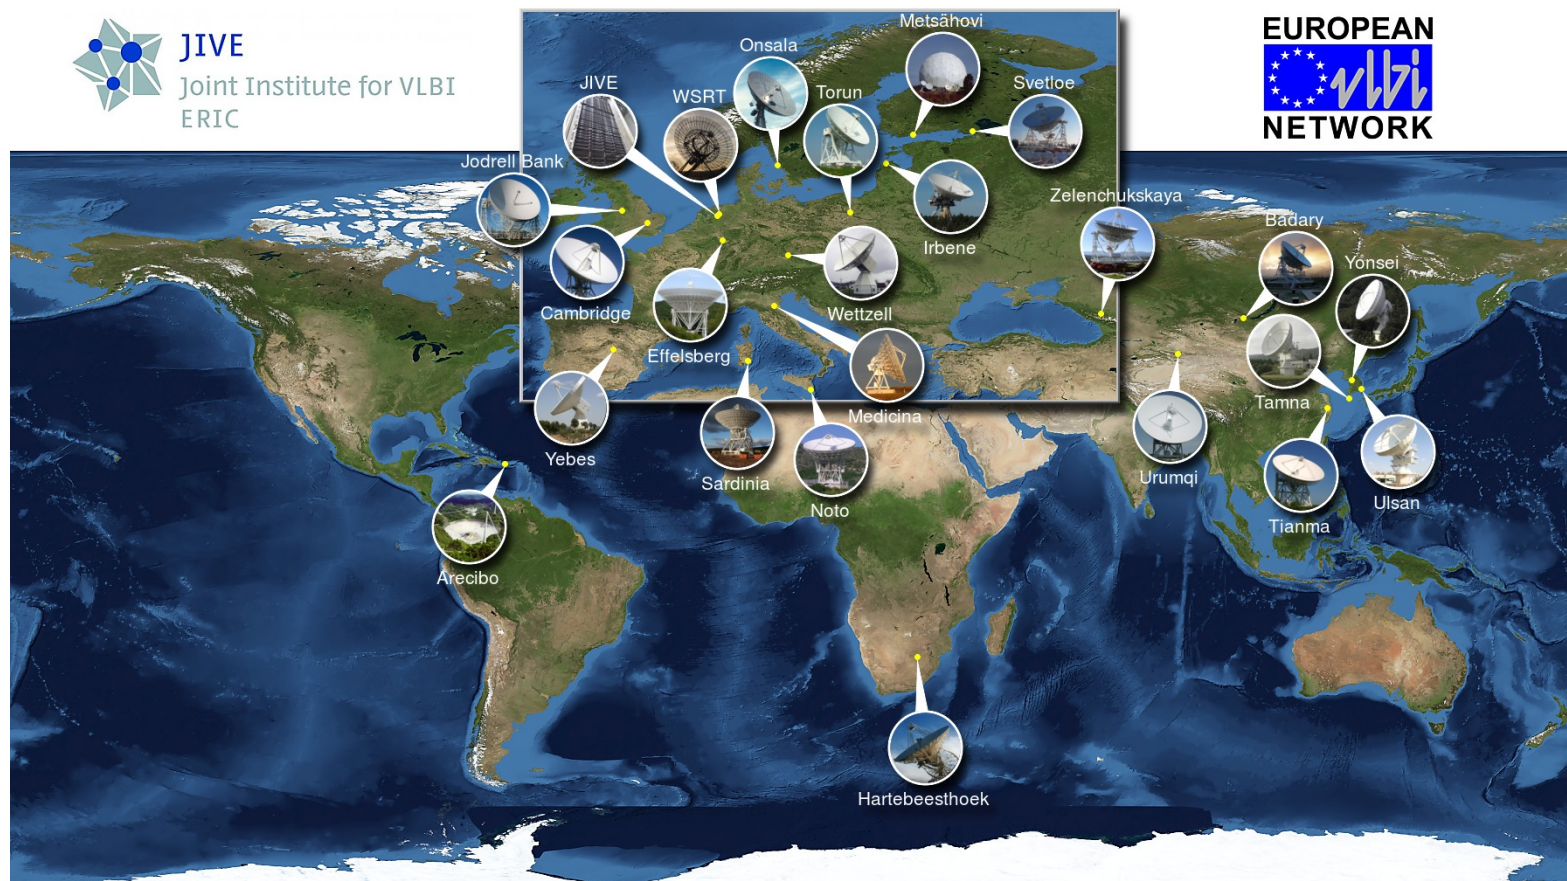 JIVE
Joint Institute for VLBI
ERIC
EUROPEAN
evlbi
NETWORK
Metsähovi
Onsala
JIVE
WSRT
Torun
Svetloe
Jodrell Bank
Zelenchukskaya
Badary
Irbene
Yonsei
Cambridge
Wettzell
Effelsberg
Tamna
Medicina
Yebes
Sardinia
Noto
Urumqi
Ulsan
Tianma
Arecibo
Hartebeesthoek